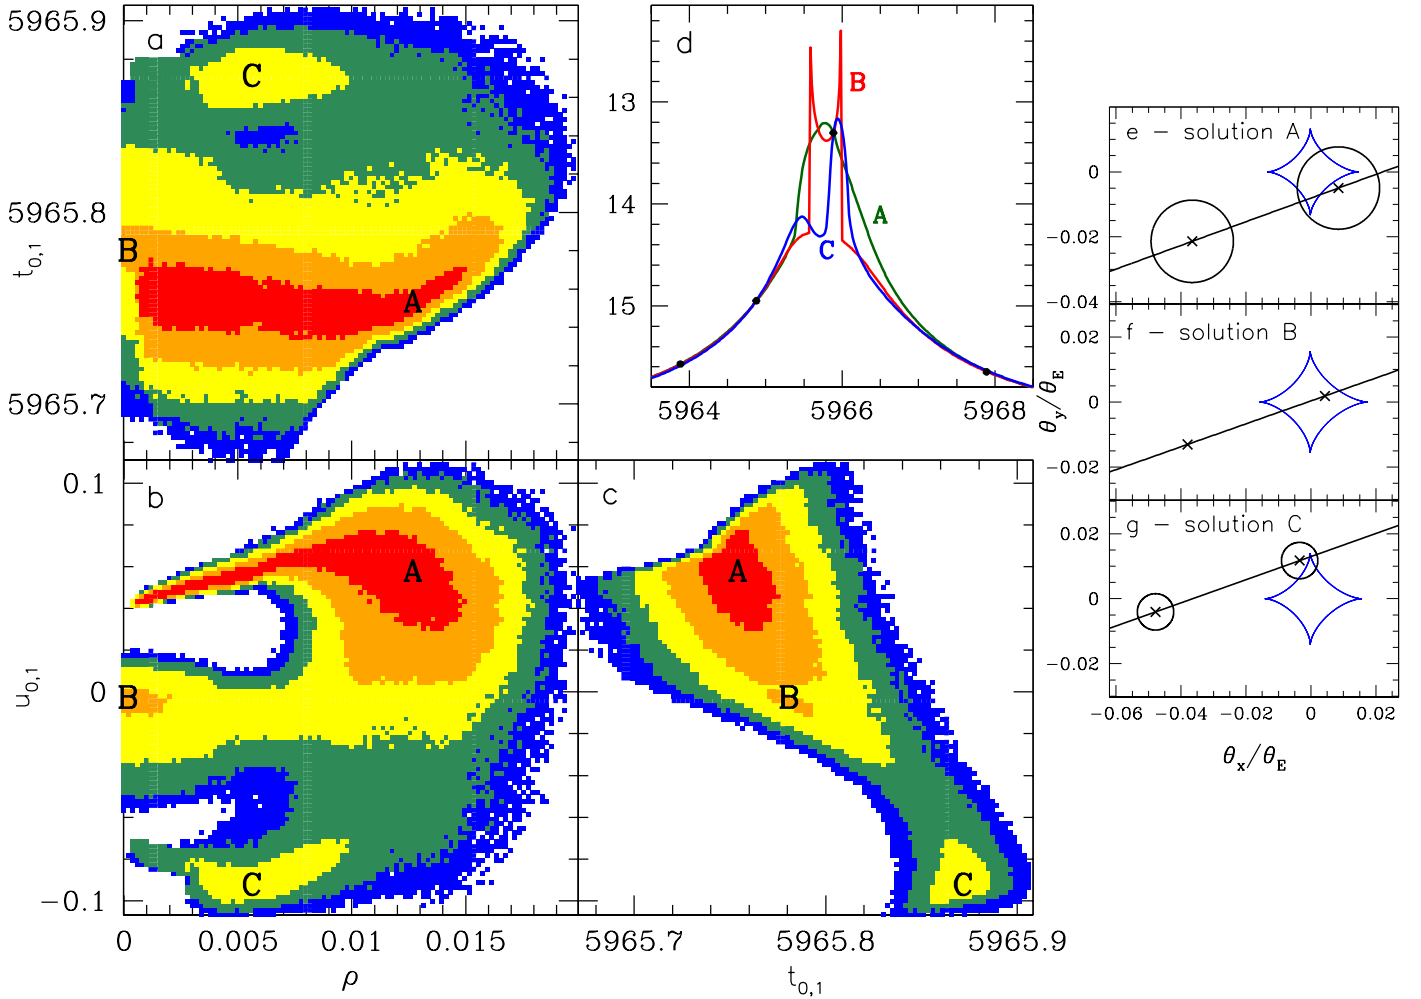 5965.9
5965.8
5965.7
t0,1
a
C
B
A
d
13
14
15
B
A
C
5964
5966
5968
0.1
0
-0.1
u0,1
b
A
B
C
0
0.005
0.01
0.015
ρ
c
A
B
C
5965.7
5965.8
5965.9
t0,1
e - solution A
0
-0.02
-0.04
f - solution B
0.02
0
-0.02
g - solution C
0.02
0
-0.02
θy/θE
-0.06
-0.04
-0.02
0
0.02
θx/θE